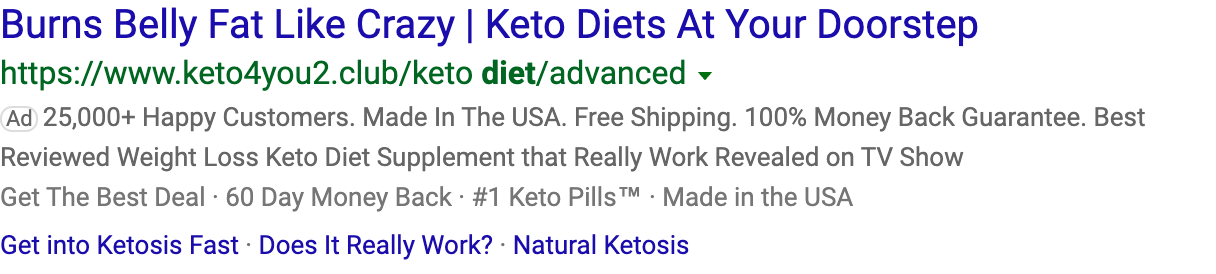 Burns Belly Fat Like Crazy | Keto Diets At Your Doorstep
https://www.keto4you2.club/keto diet/advanced
Ad 25,000+ Happy Customers. Made In The USA. Free Shipping. 100% Money Back Guarantee. Best
Reviewed Weight Loss Keto Diet Supplement that Really Work Revealed on TV Show
Get The Best Deal · 60 Day Money Back · #1 Keto Pills™ · Made in the USA
Get into Ketosis Fast · Does It Really Work? · Natural Ketosis